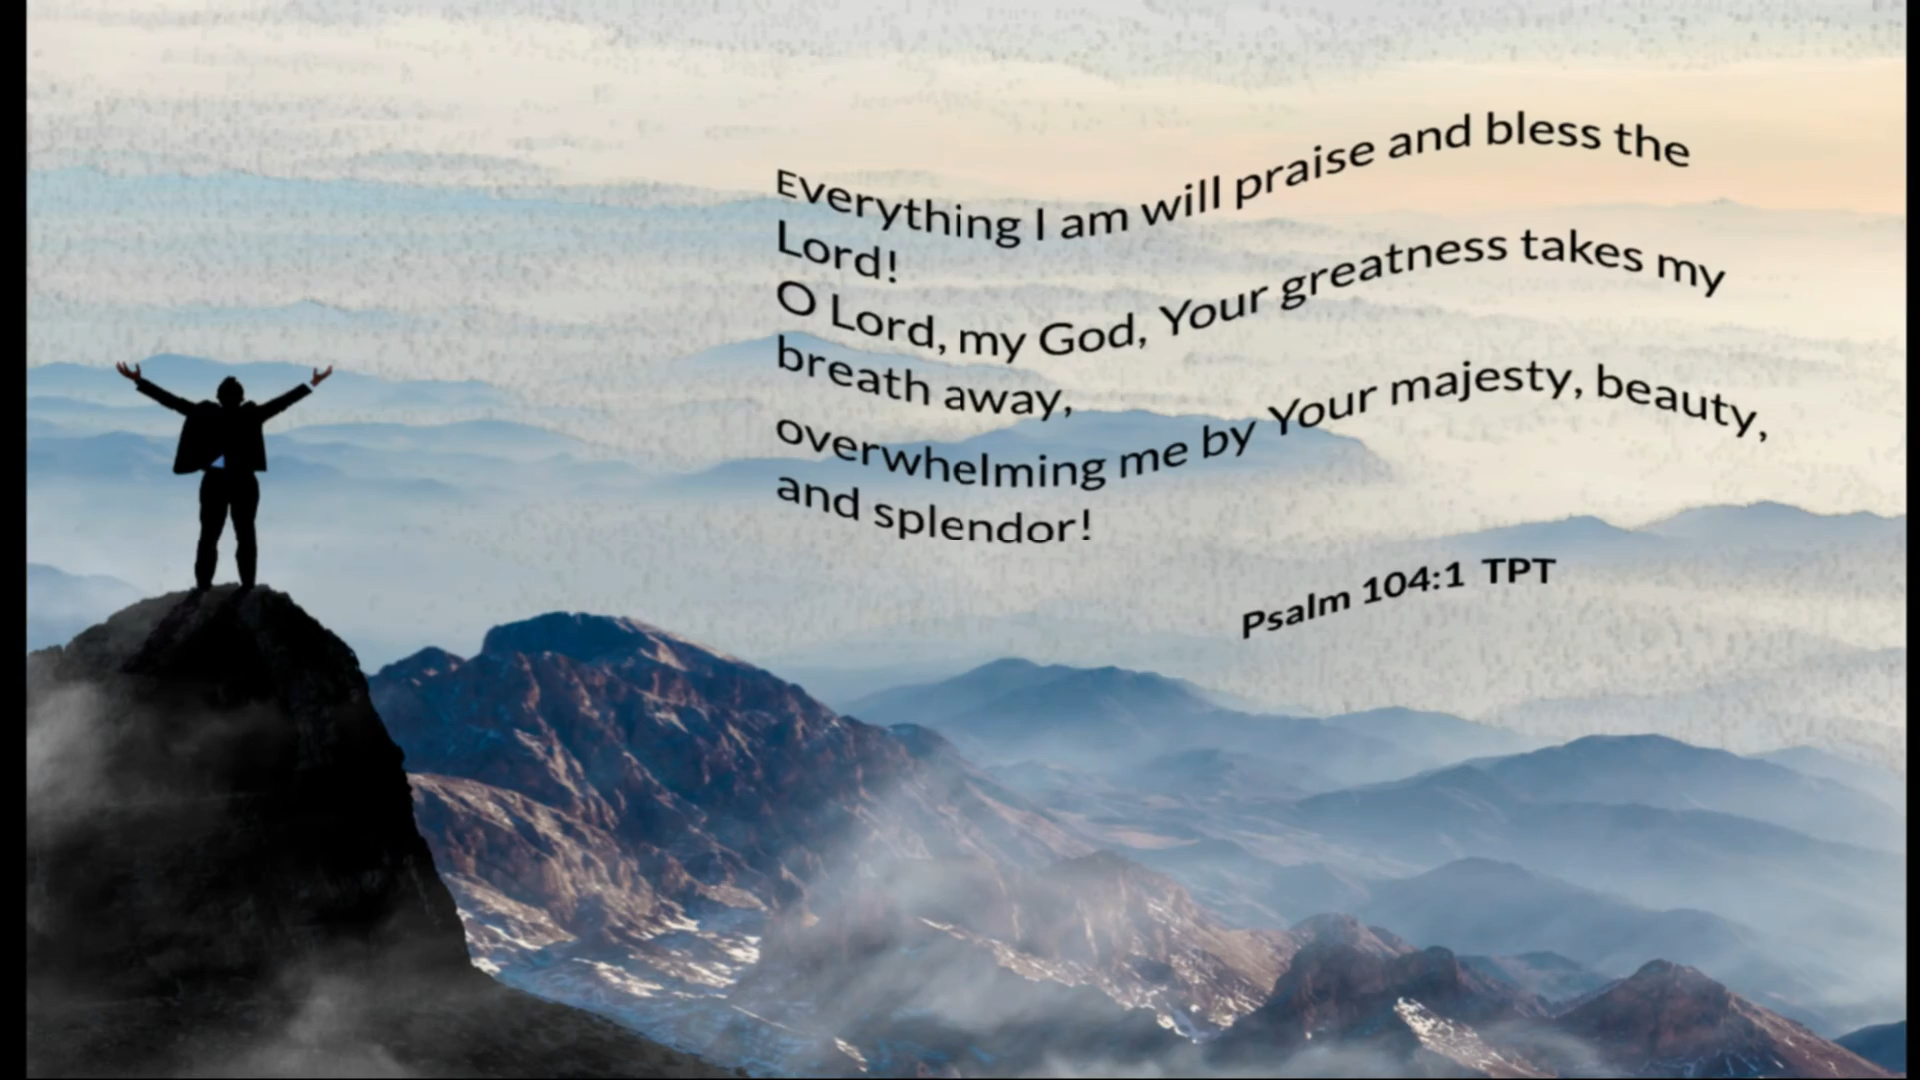 Everything I am will praise and bless the
Lord!
O Lord, my God, Your greatness takes my
breath away,
overwhelming me by Your majesty, beauty,
and splendor!
Psalm 104:1 TPT